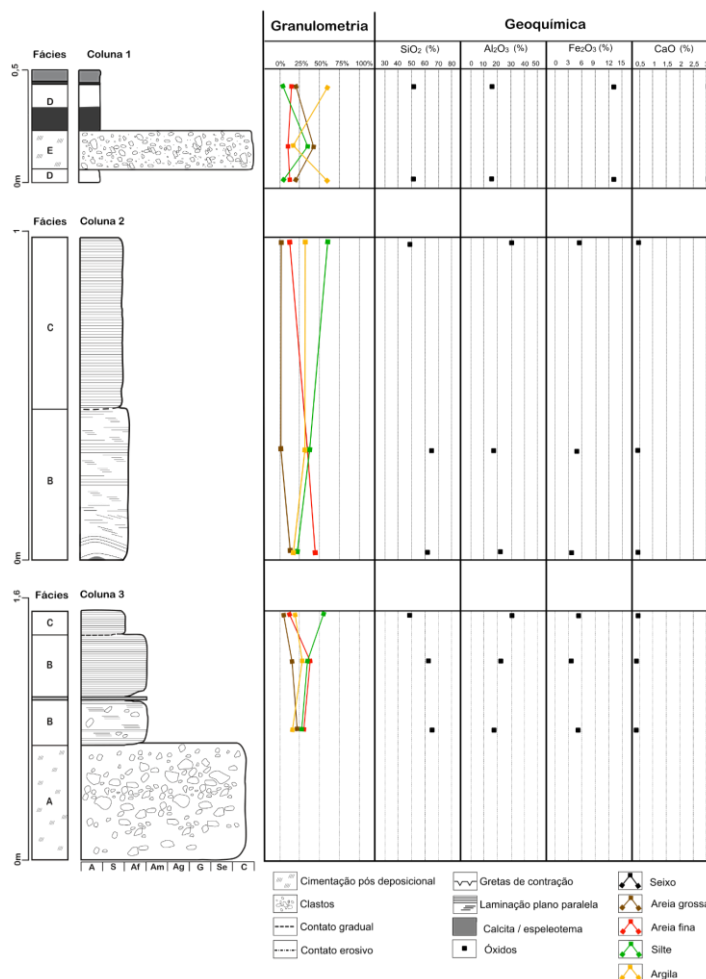 Granulometria Geoquímica
Fácies Coluna 1 SiO₂ (%) Al₂O₃ (%) Fe₂O₃ (%) CaO (%)
0% 25% 50% 75% 100% 30 40 50 60 70 80 0 10 20 30 40 50 0 3 6 9 12 15 0,5 1 1,5 2 2,5 3
0,5
D
E
D
0m
Fácies Coluna 2
1
C
B
0m
Fácies Coluna 3
1,6
C
B
B
A
0m
A S Af Am Ag G Se C
Cimentação pós deposicional
Clastos
Contato gradual
Contato erosivo
Gretas de contração
Laminação plano paralela
Calcita / espeleotema
Óxidos
Seixo
Areia grossa
Areia fina
Silte
Argila